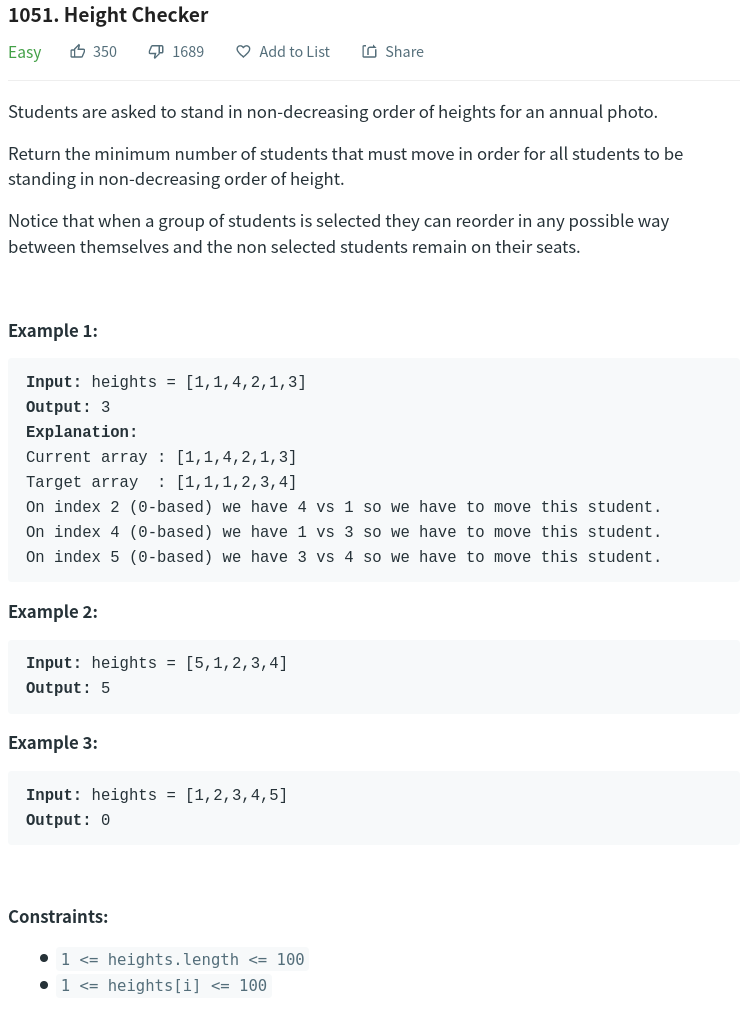 1051. Height Checker
Easy 350 1689 Add to List Share
Students are asked to stand in non-decreasing order of heights for an annual photo.
Return the minimum number of students that must move in order for all students to be
standing in non-decreasing order of height.
Notice that when a group of students is selected they can reorder in any possible way
between themselves and the non selected students remain on their seats.
Example 1:
Input: heights = [1,1,4,2,1,3]
Output: 3
Explanation:
Current array : [1,1,4,2,1,3]
Target array  : [1,1,1,2,3,4]
On index 2 (0-based) we have 4 vs 1 so we have to move this student.
On index 4 (0-based) we have 1 vs 3 so we have to move this student.
On index 5 (0-based) we have 3 vs 4 so we have to move this student.
Example 2:
Input: heights = [5,1,2,3,4]
Output: 5
Example 3:
Input: heights = [1,2,3,4,5]
Output: 0
Constraints:
1 <= heights.length <= 100
1 <= heights[i] <= 100